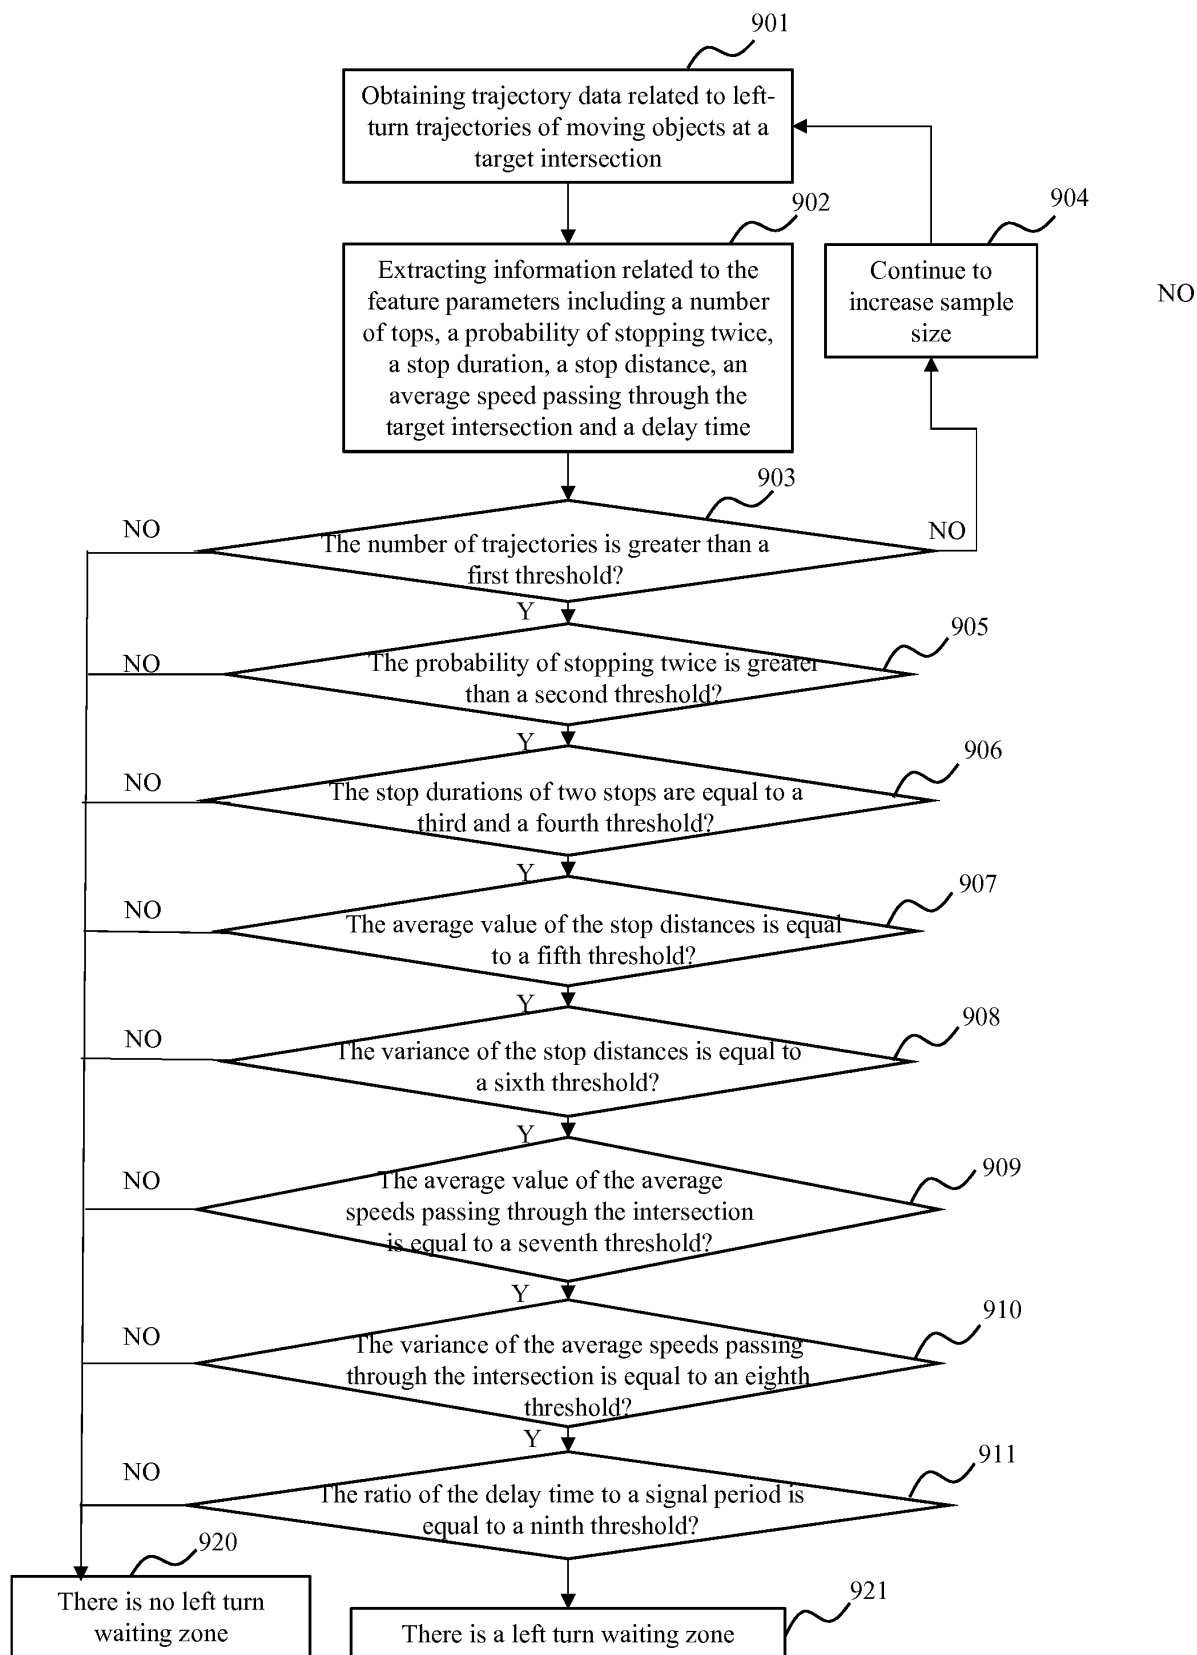 901
Obtaining trajectory data related to left-
turn trajectories of moving objects at a
target intersection
902
904
Extracting information related to the
feature parameters including a number
of tops, a probability of stopping twice,
a stop duration, a stop distance, an
average speed passing through the
target intersection and a delay time
Continue to
increase sample
size
NO
903
NO
NO
The number of trajectories is greater than a
first threshold?
Y
905
NO
The probability of stopping twice is greater
than a second threshold?
Y
906
NO
The stop durations of two stops are equal to a
third and a fourth threshold?
Y
907
NO
The average value of the stop distances is equal
to a fifth threshold?
Y
908
NO
The variance of the stop distances is equal to
a sixth threshold?
Y
909
NO
The average value of the average
speeds passing through the intersection
is equal to a seventh threshold?
Y
910
NO
The variance of the average speeds passing
through the intersection is equal to an eighth
threshold?
Y
911
NO
The ratio of the delay time to a signal period is
equal to a ninth threshold?
920
There is no left turn
waiting zone
921
There is a left turn waiting zone